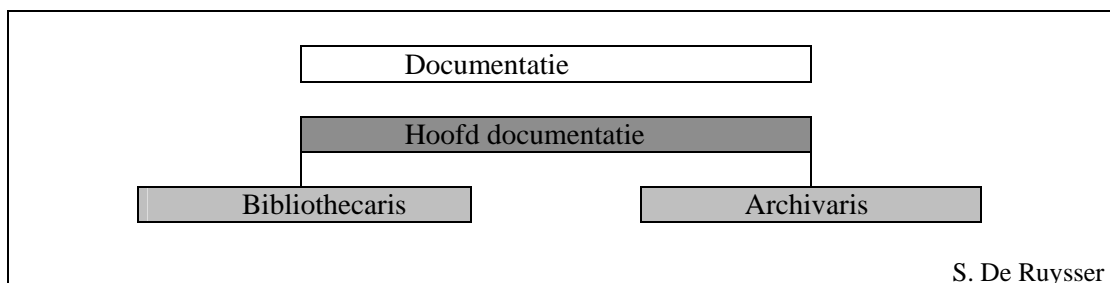 Documentatie
Hoofd documentatie
Bibliothecaris Archivaris
S. De Ruysser